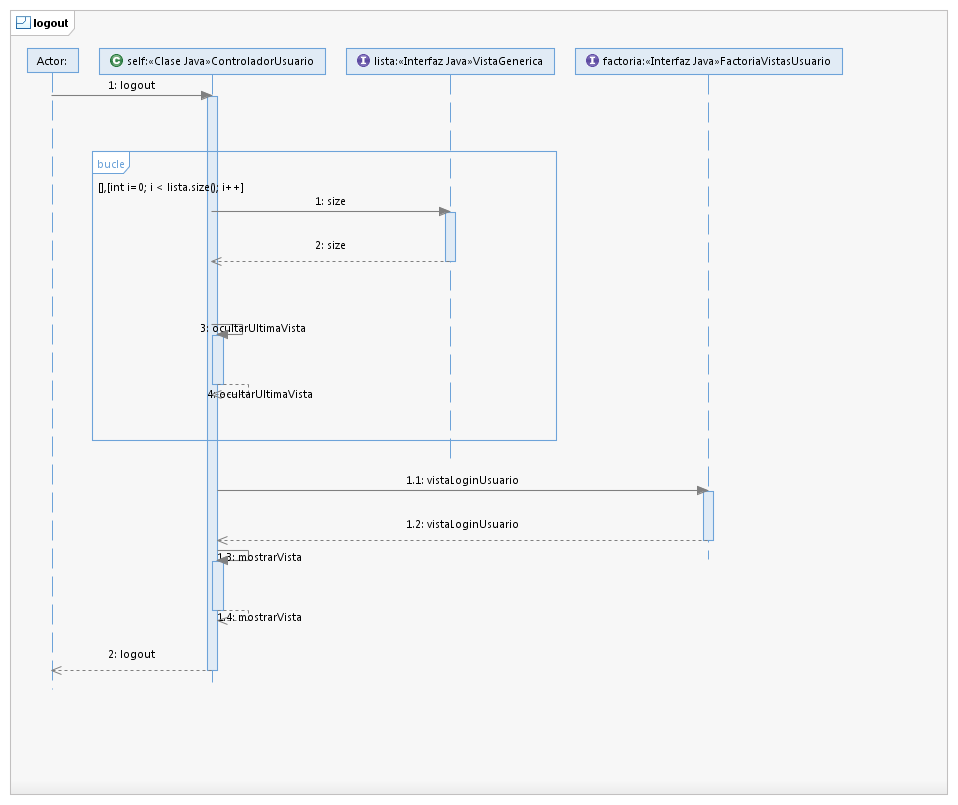 logout
Actor:
C self:«Clase Java»ControladorUsuario
I lista:«Interfaz Java»VistaGenerica
I factoria:«Interfaz Java»FactoriaVistasUsuario
1: logout
bucle
[],[int i=0; i < lista.size(); i++]
1: size
2: size
3: ocultarUltimaVista
4: ocultarUltimaVista
1.1: vistaLoginUsuario
1.2: vistaLoginUsuario
1.3: mostrarVista
1.4: mostrarVista
2: logout